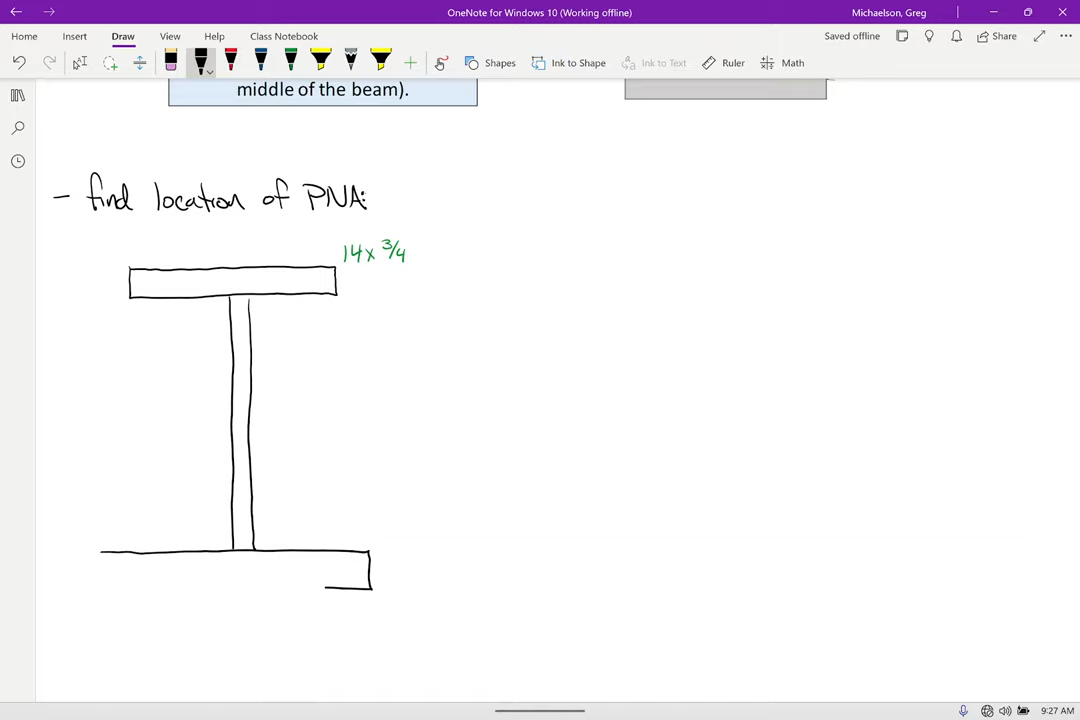 OneNote for Windows 10 (Working offline)
Michaelson, Greg
Home Insert Draw View Help Class Notebook
Saved offline
Share
Shapes Ink to Shape Ink to Text Ruler Math
middle of the beam).
- find location of PNA:
14 x 3/4
9:27 AM